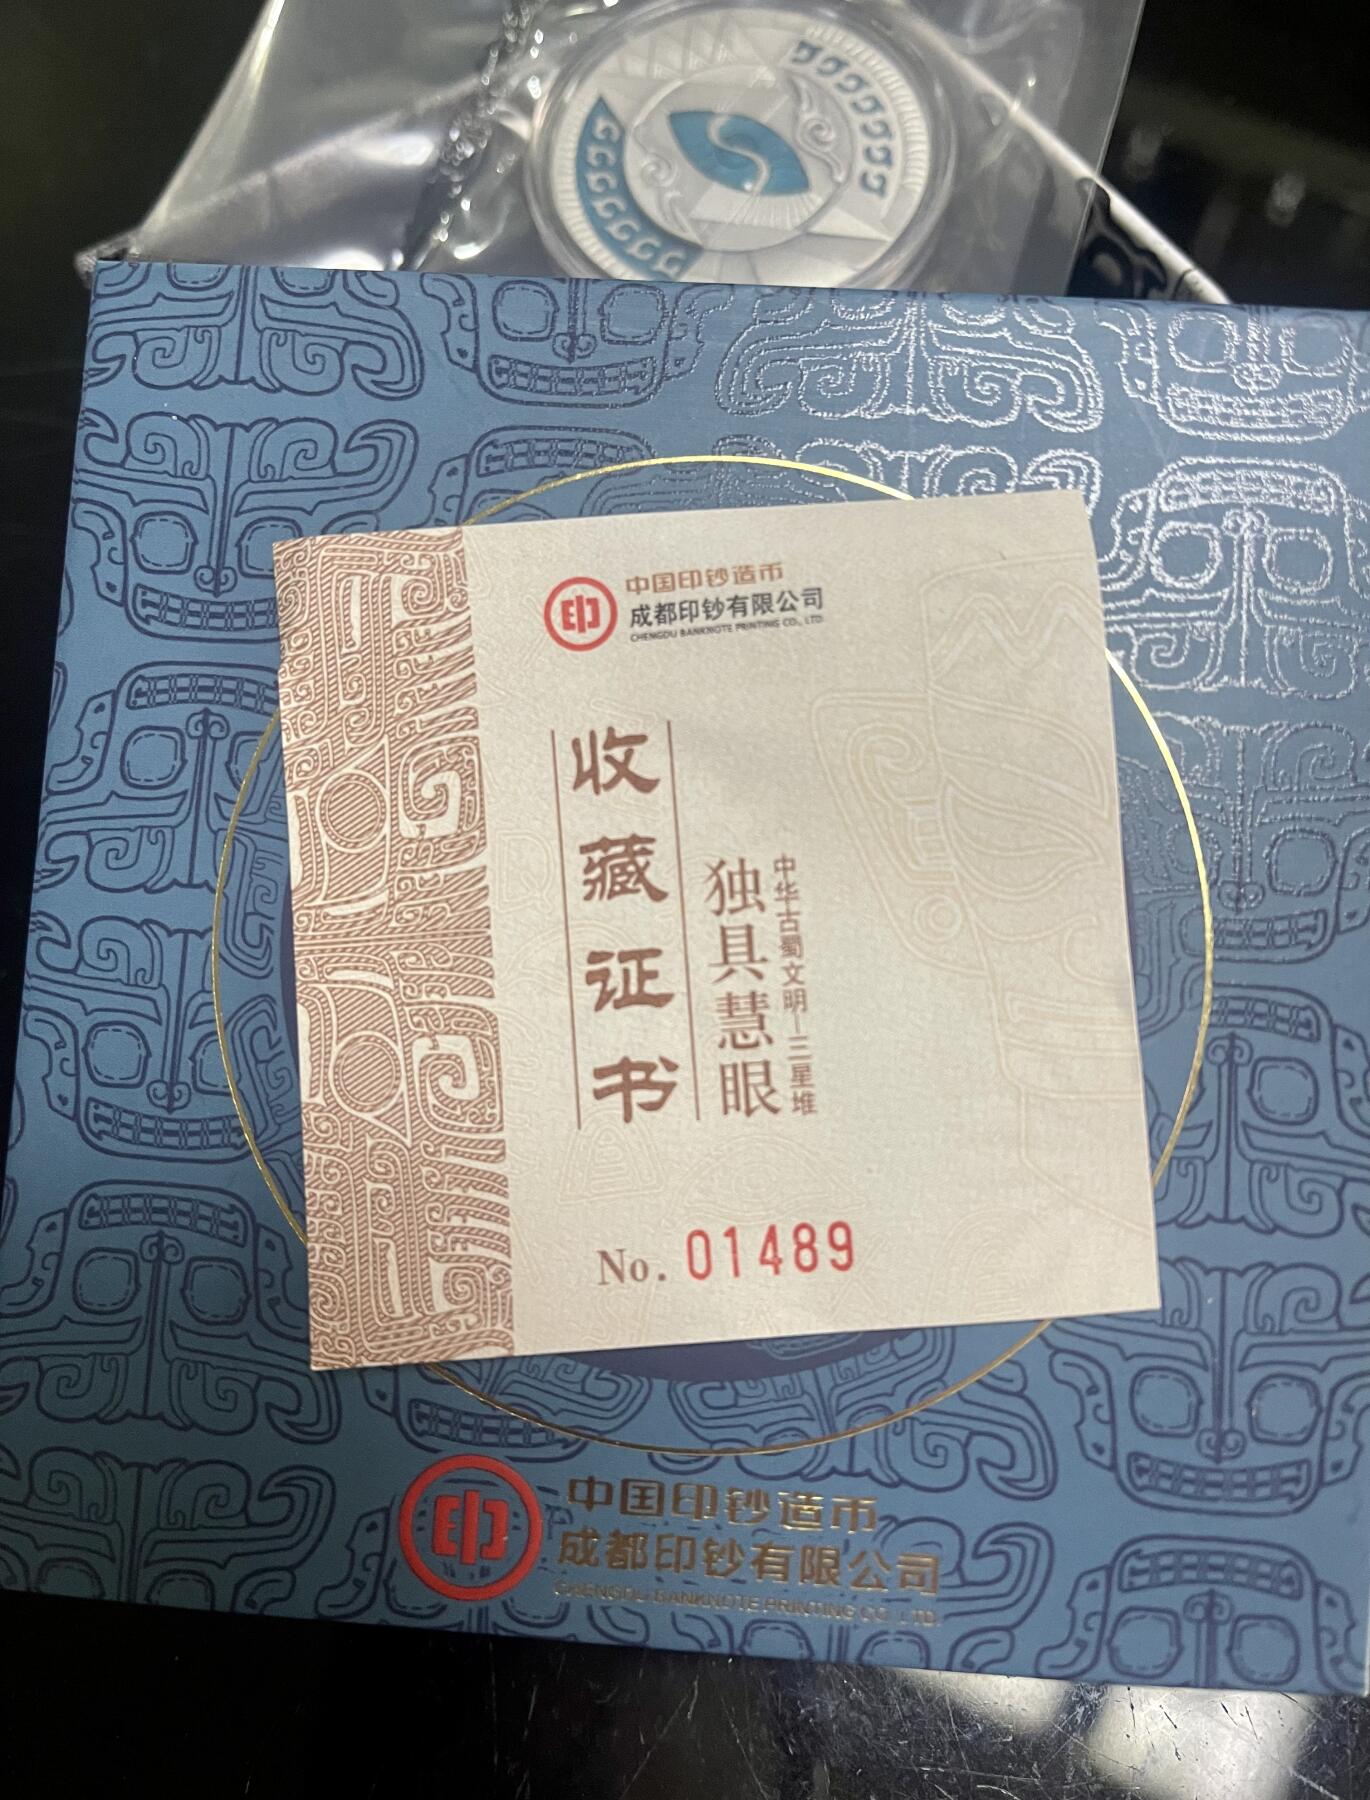 中国印钞造币
成都印钞有限公司
CHENGDU BANKNOTE PRINTING CO., LTD.
收藏证书
独具慧眼
中华古蜀文明—三星堆
No. 01489
中国印钞造币
成都印钞有限公司
CHENGDU BANKNOTE PRINTING CO., LTD.